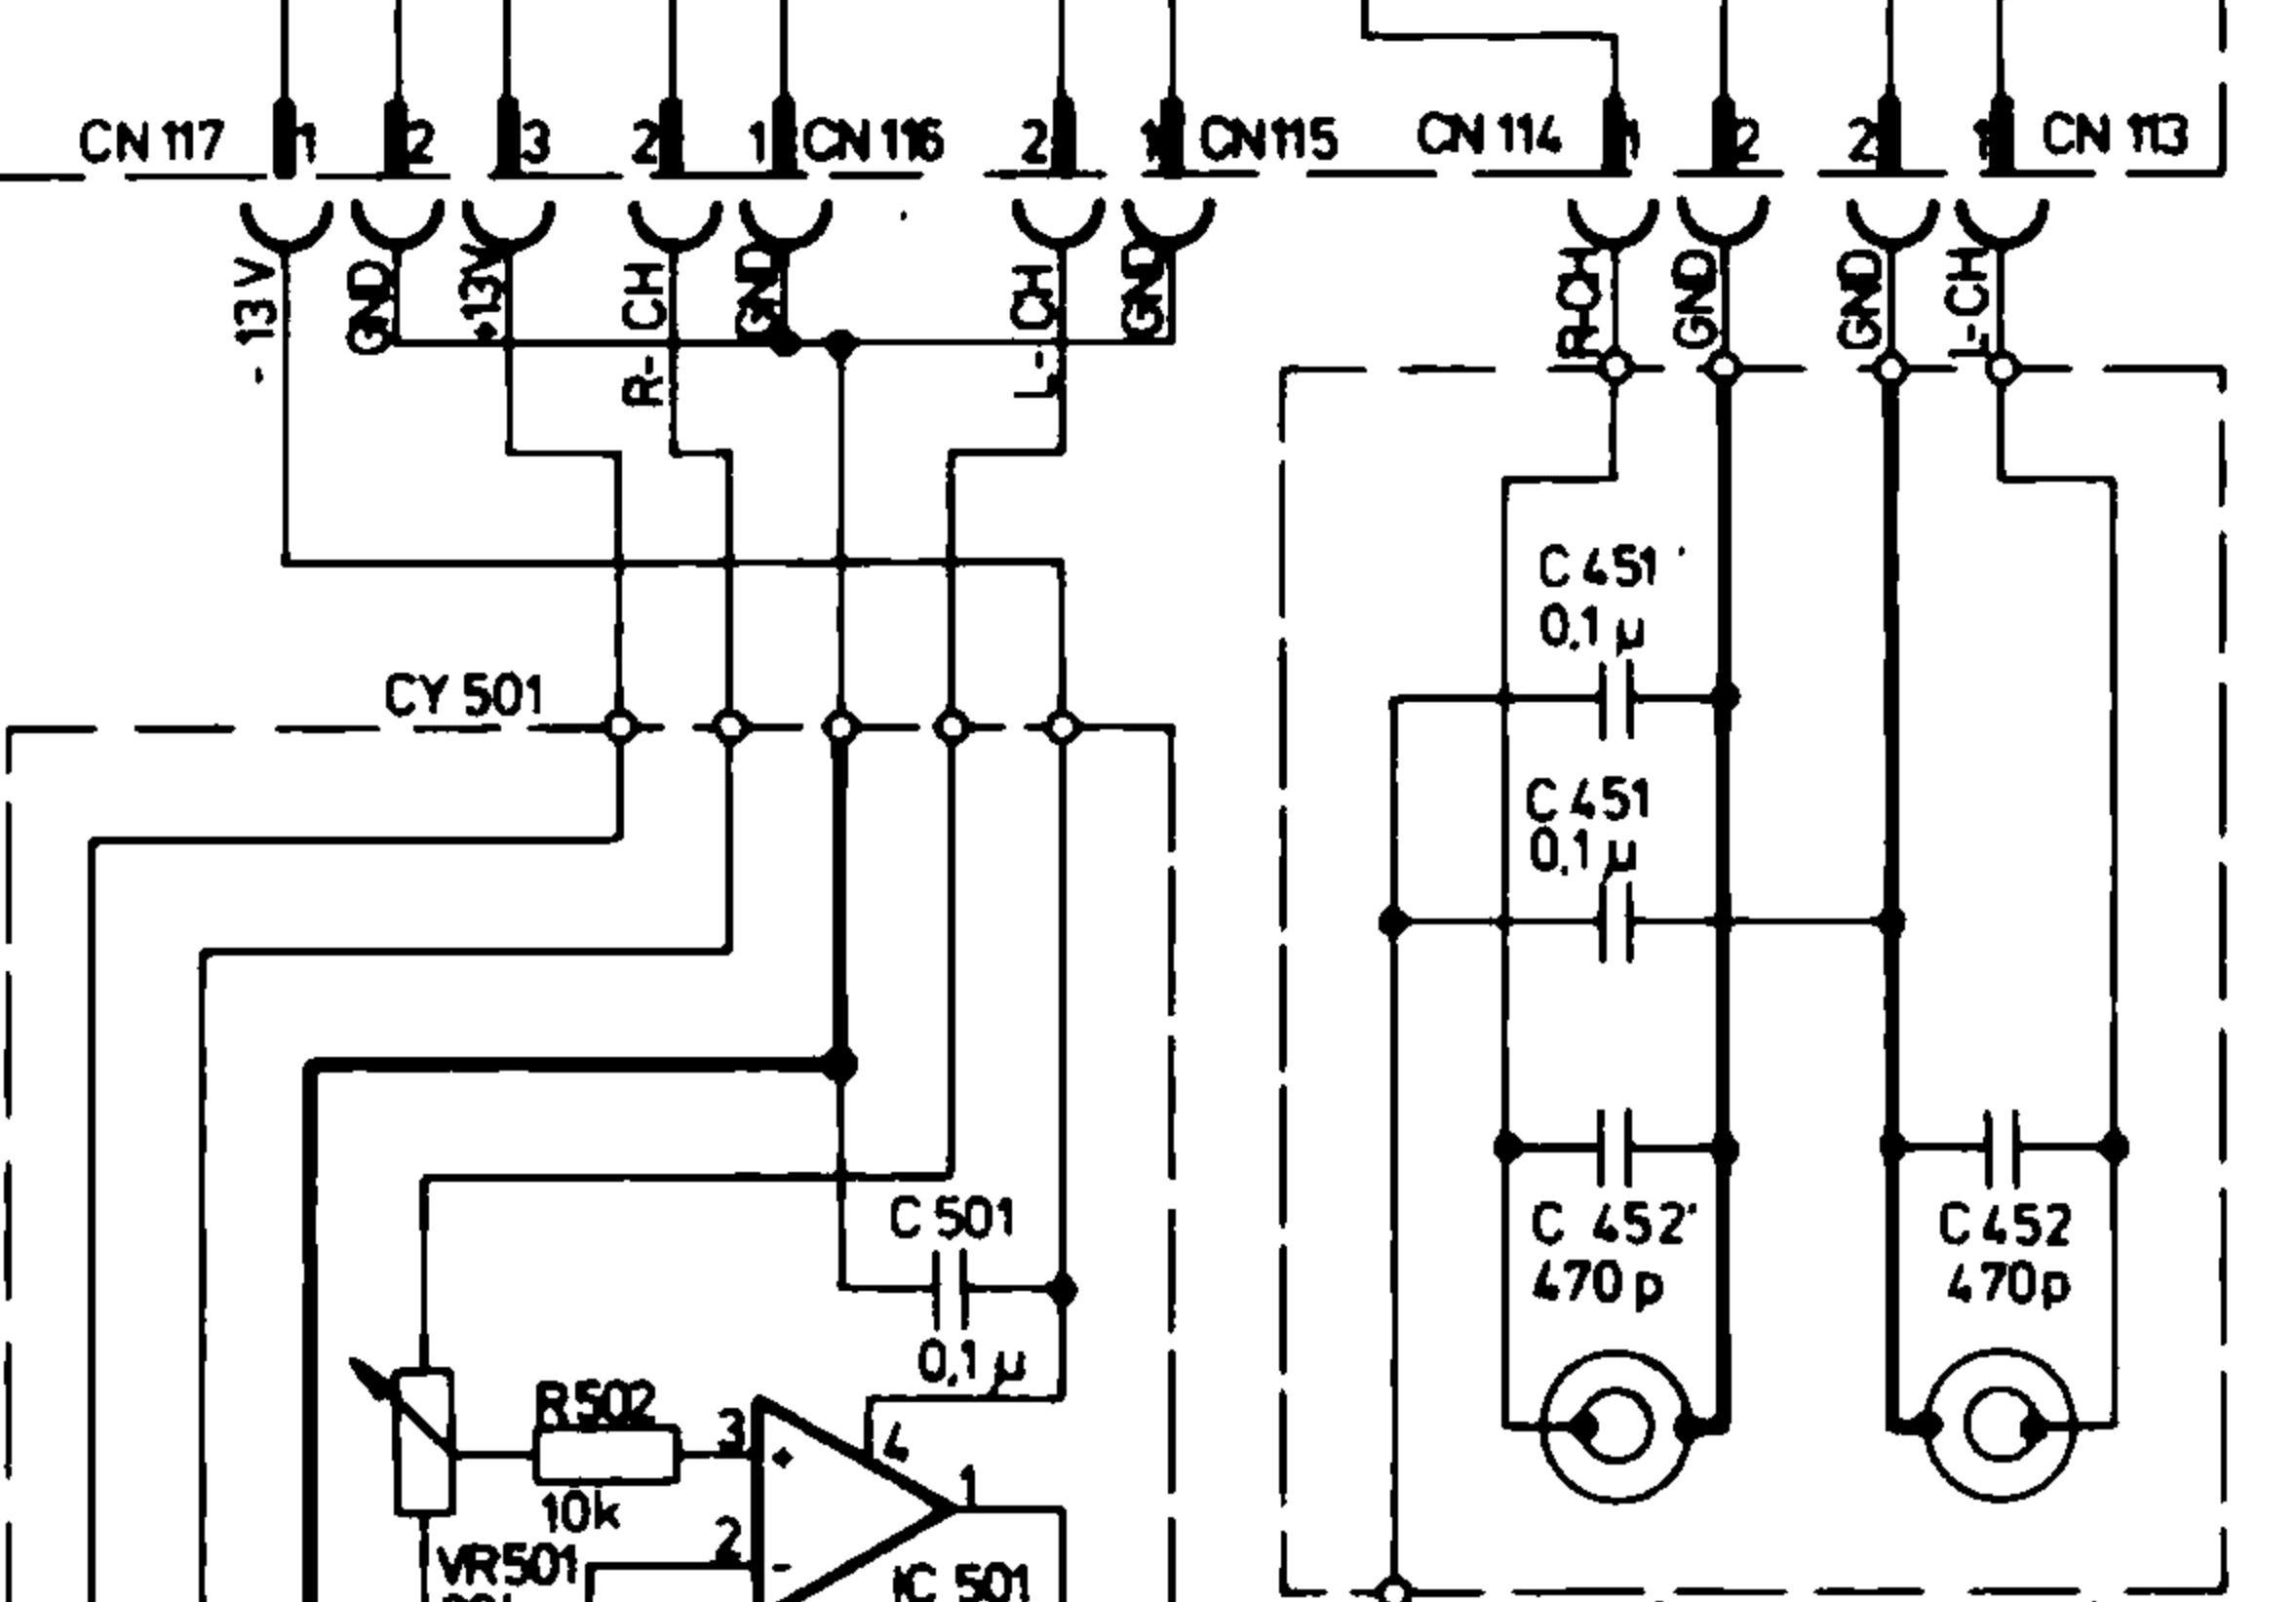 CN 117 1 2 3 2 1 CN 116 2 1 CN 115 CN 114 1 2 2 1 CN 113
- 13 V
GND
+13V
R- CH
GND
L- CH
GND
R-CH
GND
GND
L-CH
CY 501
C 451'
0,1 µ
C 451
0,1 µ
C 501
0,1 µ
C 452'
470 p
C 452
470p
R 502
10k
VR501
3
+
4
1
2
-
IC 501